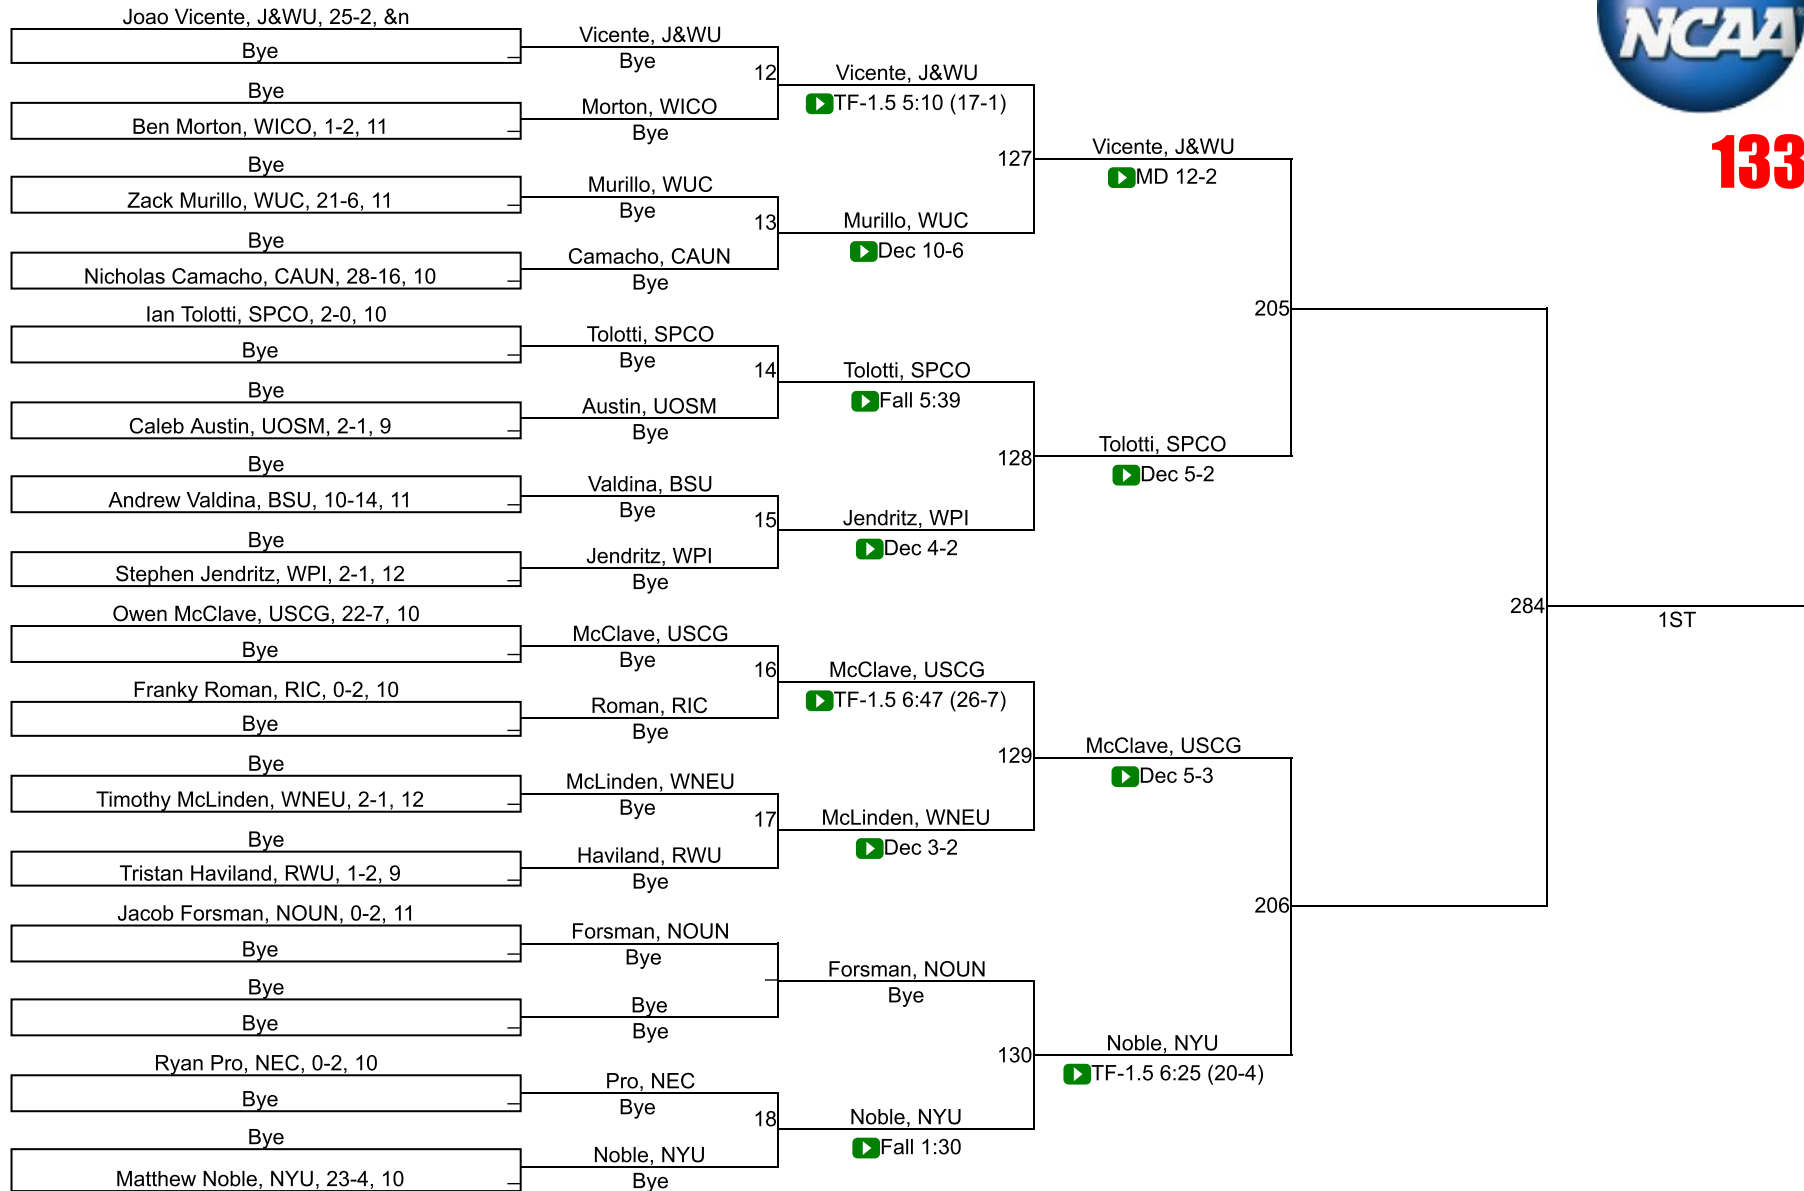 Joao Vicente, J&WU, 25-2, &n
Bye
Bye
Ben Morton, WICO, 1-2, 11
Bye
Zack Murillo, WUC, 21-6, 11
Bye
Nicholas Camacho, CAUN, 28-16, 10
Ian Tolotti, SPCO, 2-0, 10
Bye
Bye
Caleb Austin, UOSM, 2-1, 9
Bye
Andrew Valdina, BSU, 10-14, 11
Bye
Stephen Jendritz, WPI, 2-1, 12
Owen McClave, USCG, 22-7, 10
Bye
Franky Roman, RIC, 0-2, 10
Bye
Bye
Timothy McLinden, WNEU, 2-1, 12
Bye
Tristan Haviland, RWU, 1-2, 9
Jacob Forsman, NOUN, 0-2, 11
Bye
Bye
Bye
Ryan Pro, NEC, 0-2, 10
Bye
Bye
Matthew Noble, NYU, 23-4, 10
Vicente, J&WU
Bye
12
Morton, WICO
Bye
Murillo, WUC
Bye
13
Camacho, CAUN
Bye
Tolotti, SPCO
Bye
14
Austin, UOSM
Bye
Valdina, BSU
Bye
15
Jendritz, WPI
Bye
McClave, USCG
Bye
16
Roman, RIC
Bye
McLinden, WNEU
Bye
17
Haviland, RWU
Bye
Forsman, NOUN
Bye
Bye
Bye
Pro, NEC
Bye
18
Noble, NYU
Bye
Vicente, J&WU
TF-1.5 5:10 (17-1)
127
Murillo, WUC
Dec 10-6
Tolotti, SPCO
Fall 5:39
128
Jendritz, WPI
Dec 4-2
McClave, USCG
TF-1.5 6:47 (26-7)
129
McLinden, WNEU
Dec 3-2
Forsman, NOUN
Bye
130
Noble, NYU
Fall 1:30
Vicente, J&WU
MD 12-2
205
Tolotti, SPCO
Dec 5-2
McClave, USCG
Dec 5-3
206
Noble, NYU
TF-1.5 6:25 (20-4)
284
1ST
NCAA
133